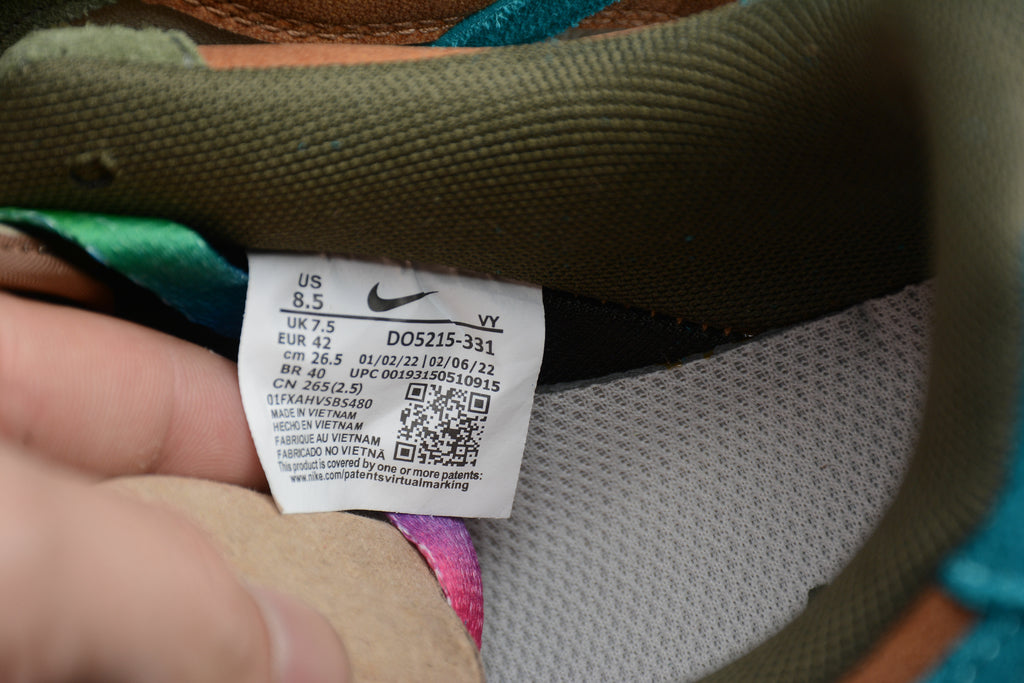 US
8.5
VY
UK 7.5
DO5215-331
EUR 42
cm 26.5
01/02/22 | 02/06/22
BR 40
UPC 00193150510915
CN 265(2.5)
01FXAHVSBS480
MADE IN VIETNAM
HECHO EN VIETNAM
FABRIQUE AU VIETNAM
FABRICADO NO VIETNÃ
This product is covered by one or more patents:
www.nike.com/patentsvirtualmarking